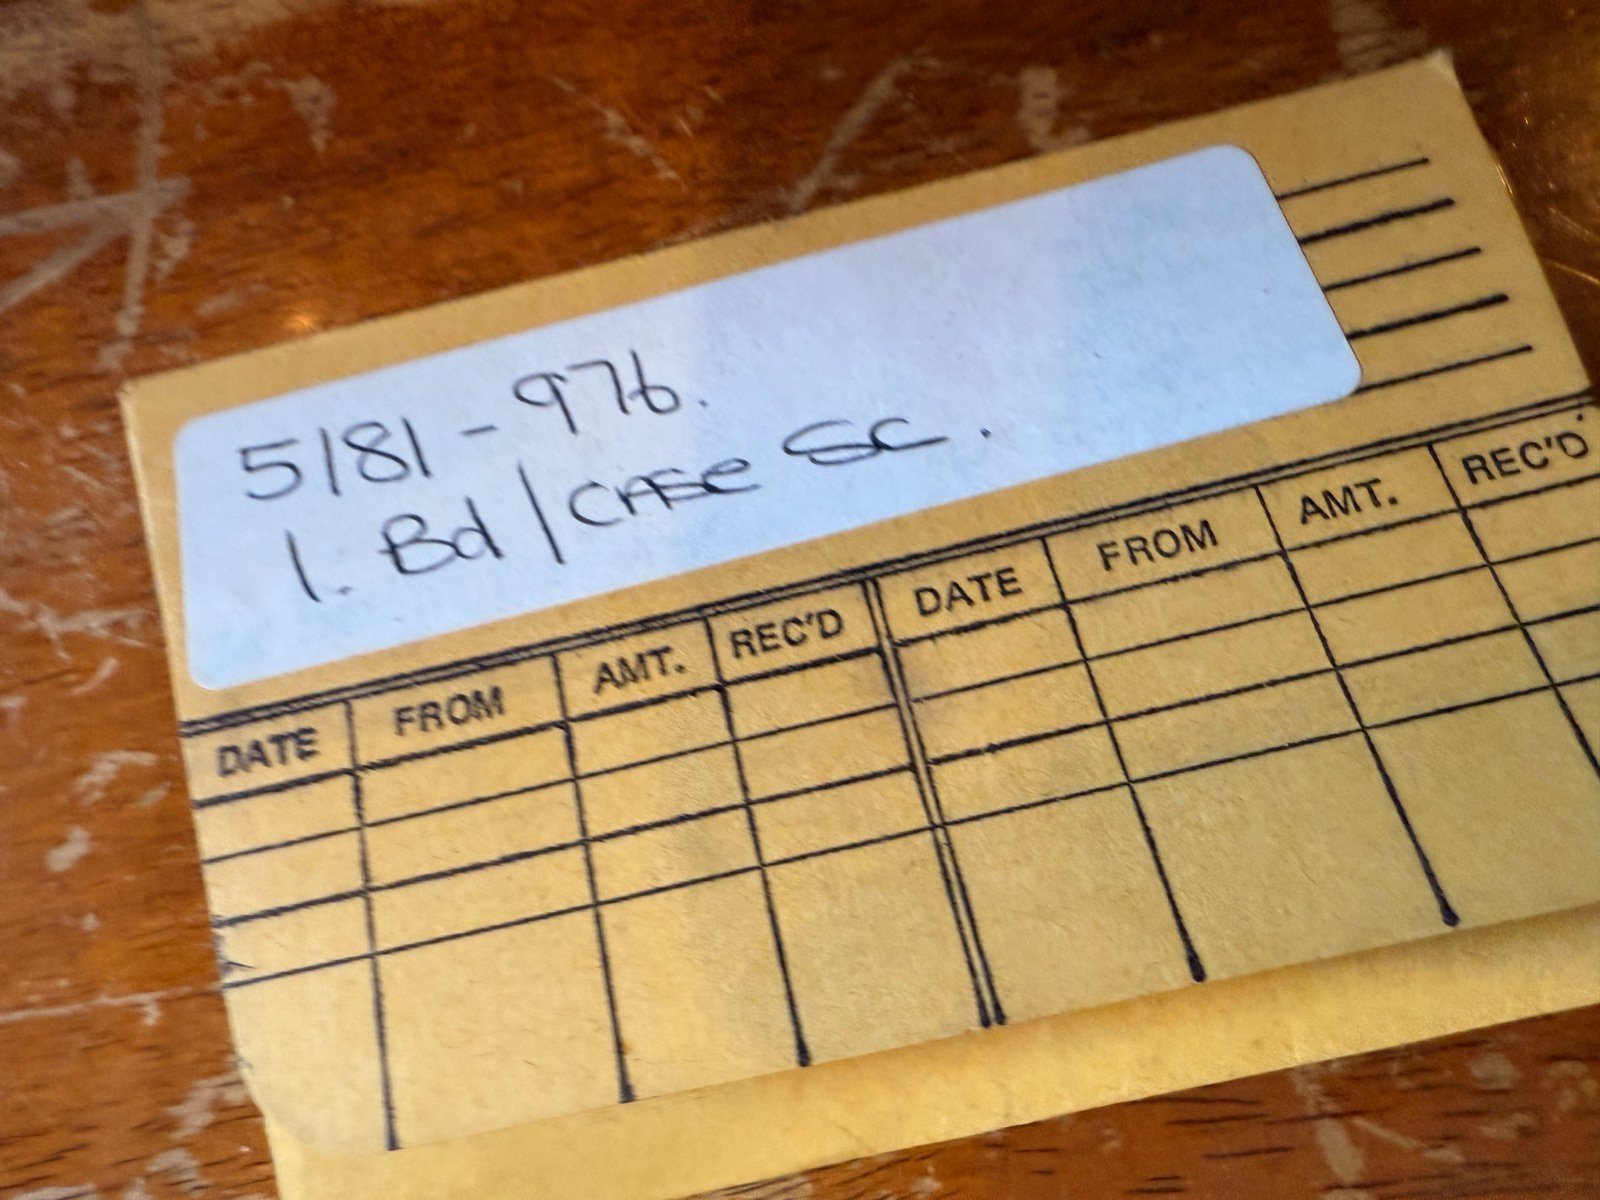 5181 - 976.
1. Bd / CASE SC.
DATE FROM AMT. REC'D DATE FROM AMT. REC'D